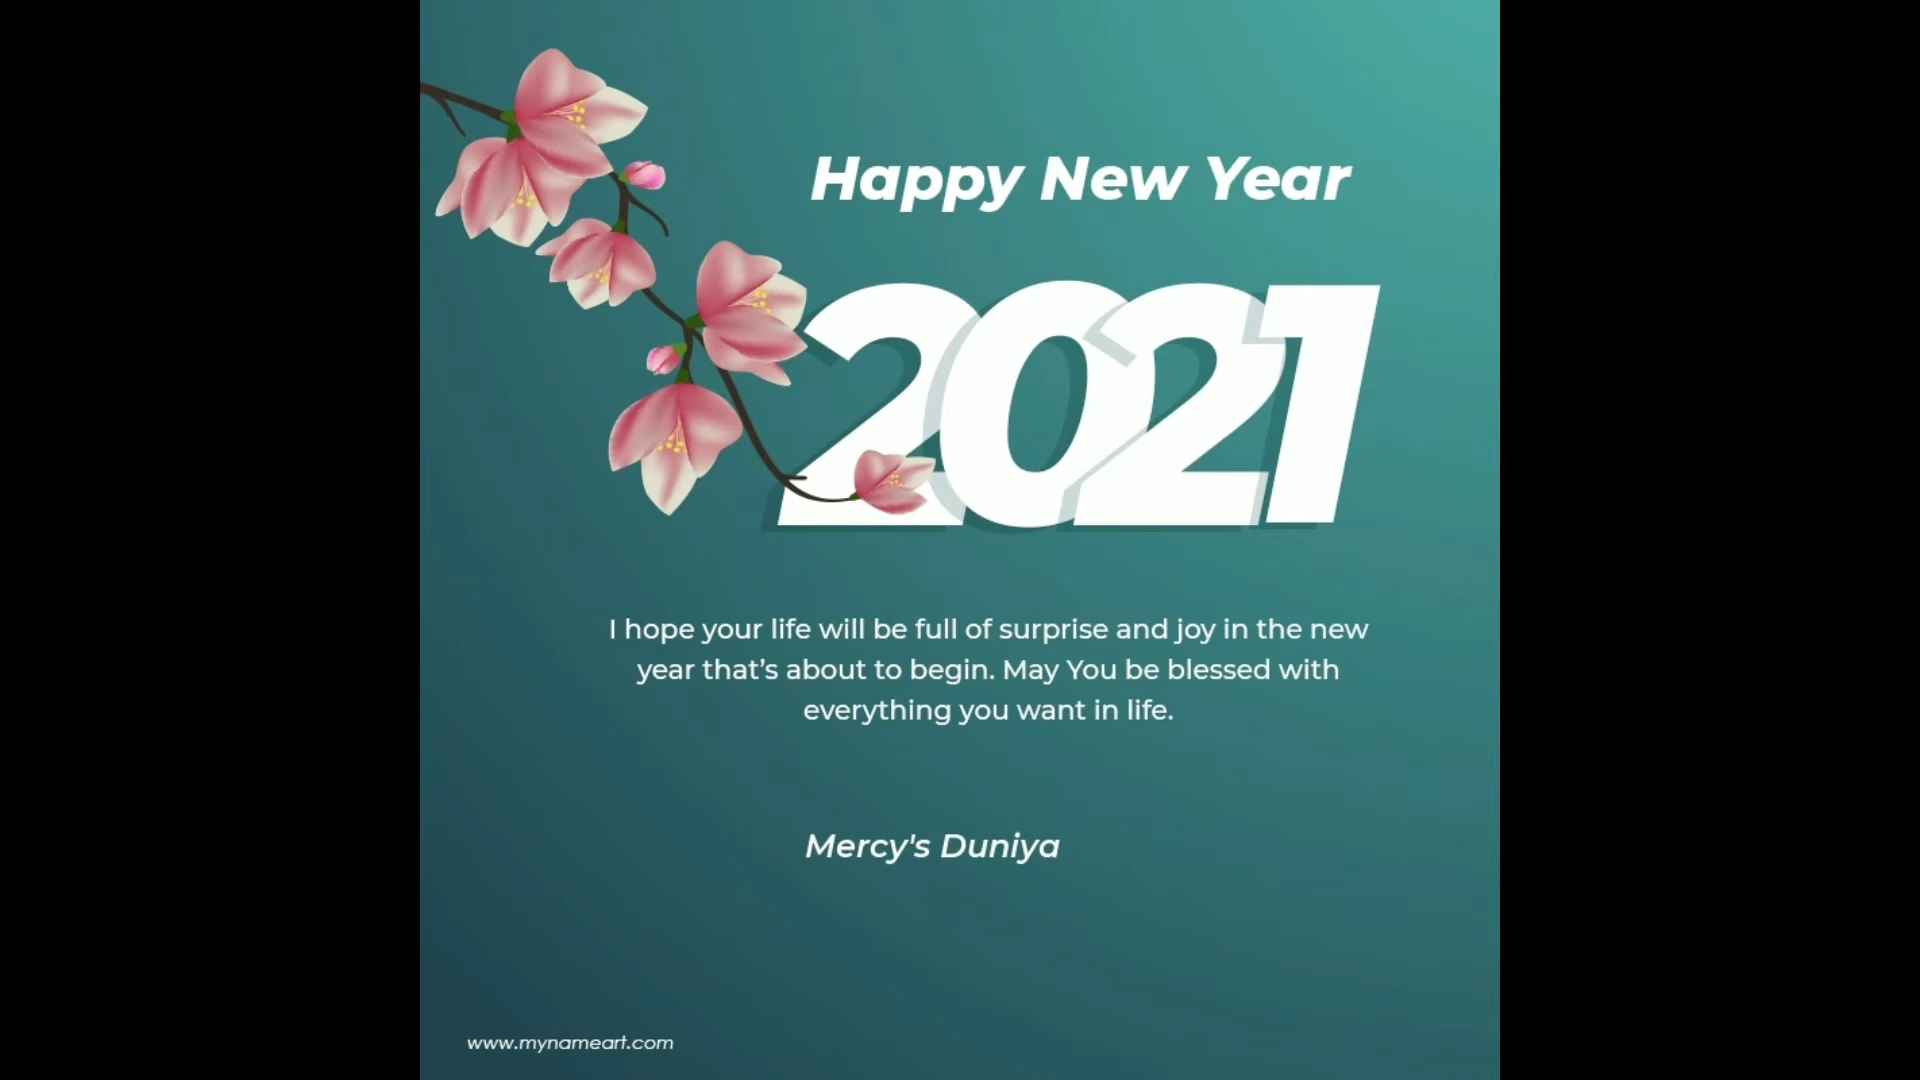 Happy New Year
2021
I hope your life will be full of surprise and joy in the new
year that’s about to begin. May You be blessed with
everything you want in life.
Mercy's Duniya
www.mynameart.com